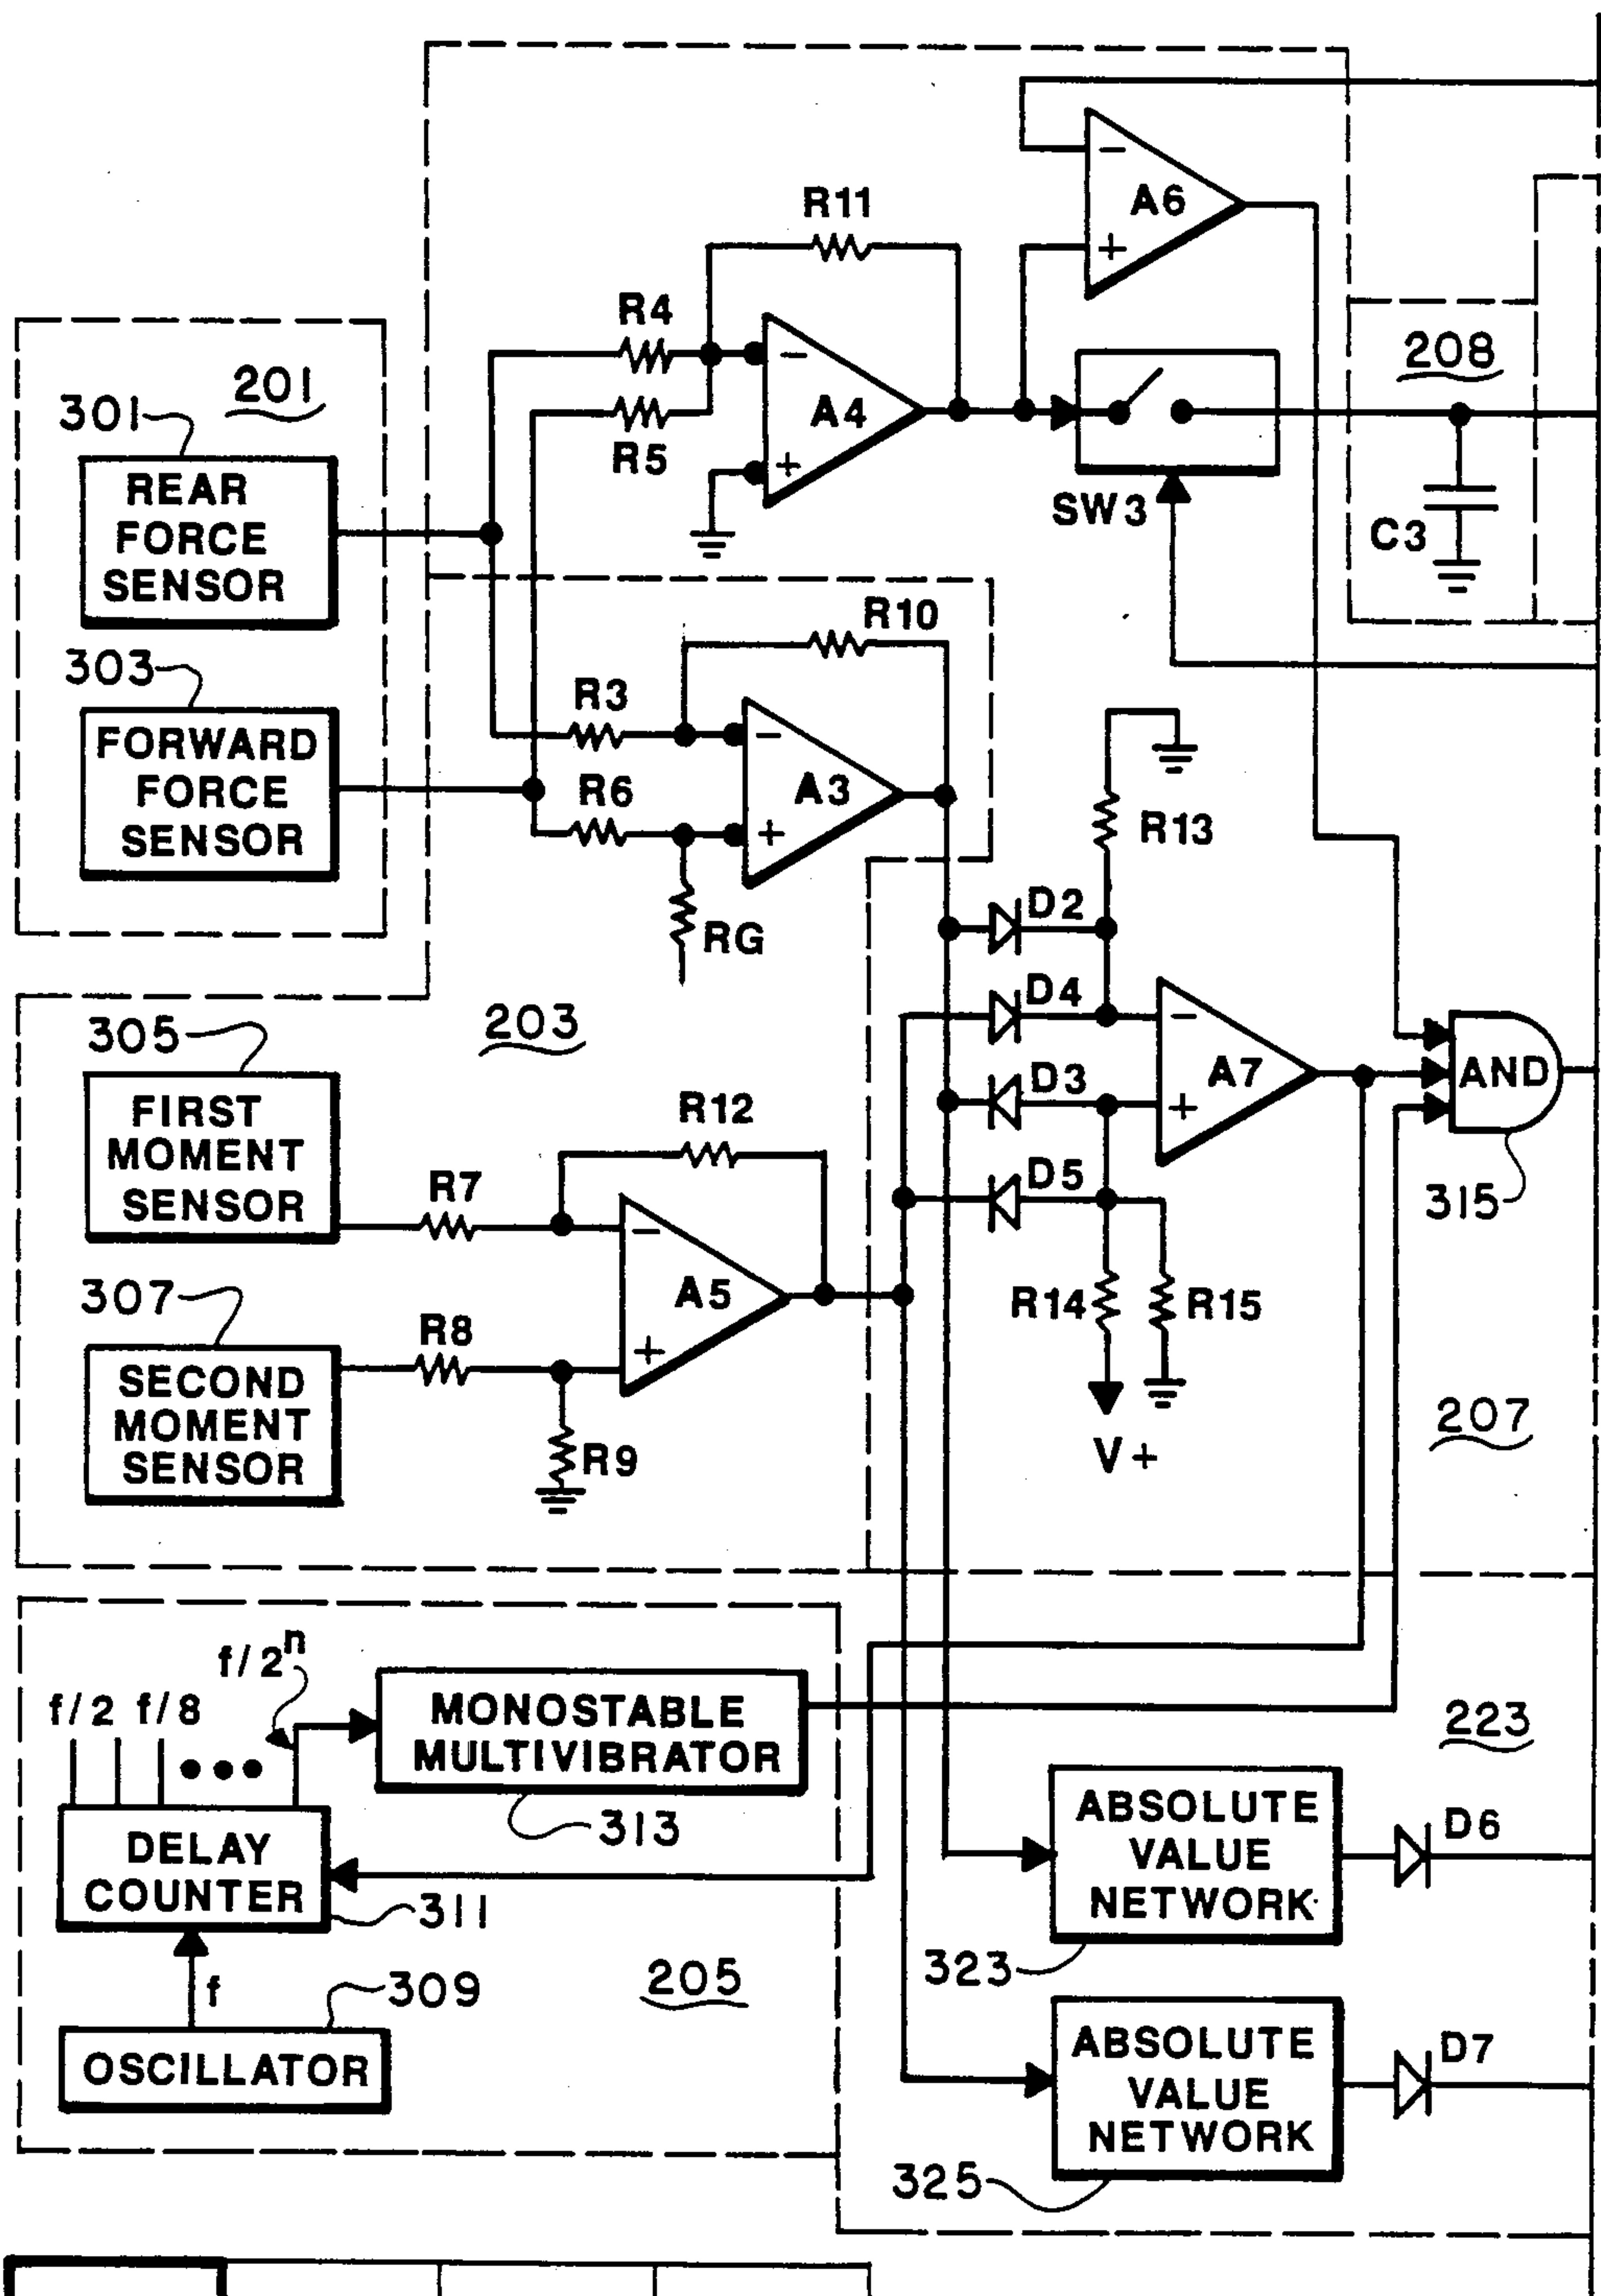 A6
−
+
R11
R4
R5
A4
−
+
208
SW3
C3
201
301
REAR
FORCE
SENSOR
303
FORWARD
FORCE
SENSOR
R10
R3
R6
A3
−
+
RG
R13
D2
D4
D3
D5
A7
−
+
AND
315
R14
R15
V+
207
203
305
FIRST
MOMENT
SENSOR
R12
R7
A5
−
+
307
SECOND
MOMENT
SENSOR
R8
R9
f/2
f/8
f/2ⁿ
MONOSTABLE
MULTIVIBRATOR
313
DELAY
COUNTER
311
f
309
OSCILLATOR
205
223
ABSOLUTE
VALUE
NETWORK
323
D6
ABSOLUTE
VALUE
NETWORK
325
D7